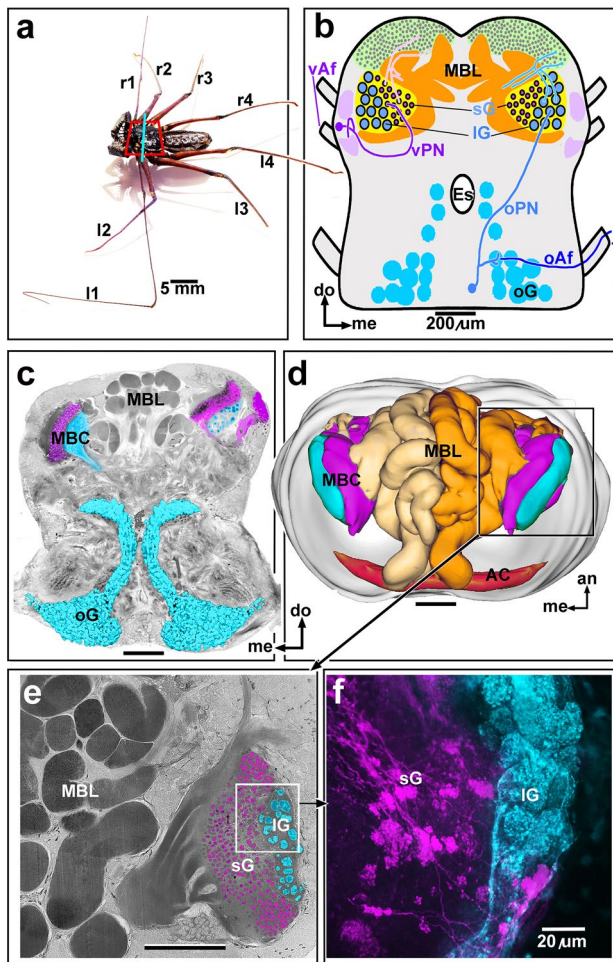 a
r1
r2
r3
r4
l4
l3
l2
l1
5 mm
b
vAf
MBL
sG
lG
vPN
Es
oPN
oAf
oG
do
me
200 µm
c
MBL
MBC
oG
do
me
d
MBL
MBC
AC
an
me
e
MBL
lG
sG
f
sG
lG
20 µm